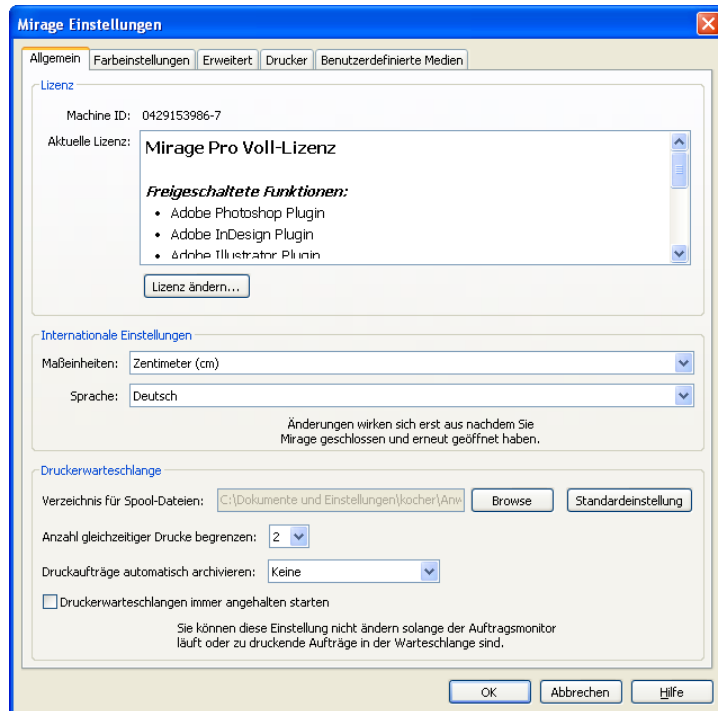 Mirage Einstellungen
Allgemein Farbeinstellungen Erweitert Drucker Benutzerdefinierte Medien
Lizenz
Machine ID: 0429153986-7
Aktuelle Lizenz:
Mirage Pro Voll-Lizenz
Freigeschaltete Funktionen:
• Adobe Photoshop Plugin
• Adobe InDesign Plugin
• Adobe Illustrator Plugin
Lizenz ändern...
Internationale Einstellungen
Maßeinheiten: Zentimeter (cm)
Sprache: Deutsch
Änderungen wirken sich erst aus nachdem Sie
Mirage geschlossen und erneut geöffnet haben.
Druckerwarteschlange
Verzeichnis für Spool-Dateien: C:\Dokumente und Einstellungen\kocher\Anw Browse Standardeinstellung
Anzahl gleichzeitiger Drucke begrenzen: 2
Druckaufträge automatisch archivieren: Keine
Druckerwarteschlangen immer angehalten starten
Sie können diese Einstellung nicht ändern solange der Auftragsmonitor
läuft oder zu druckende Aufträge in der Warteschlange sind.
OK Abbrechen Hilfe